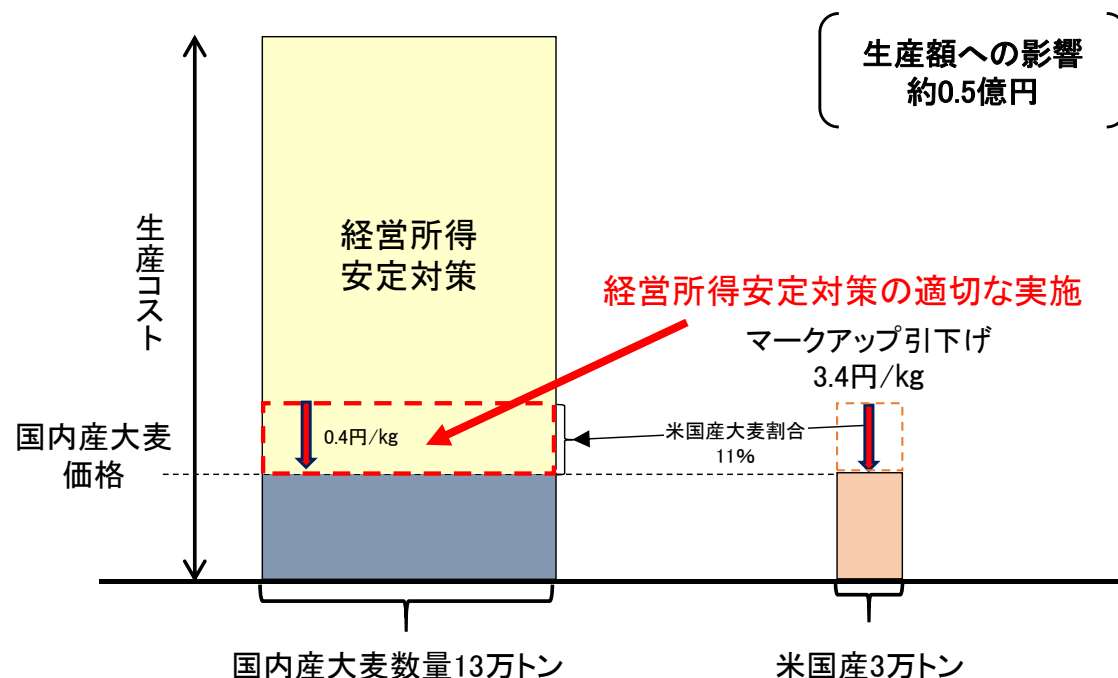 生産額への影響
約0.5億円
生産コスト
経営所得
安定対策
経営所得安定対策の適切な実施
マークアップ引下げ
3.4円/kg
0.4円/kg
米国産大麦割合
11%
国内産大麦
価格
国内産大麦数量13万トン
米国産3万トン